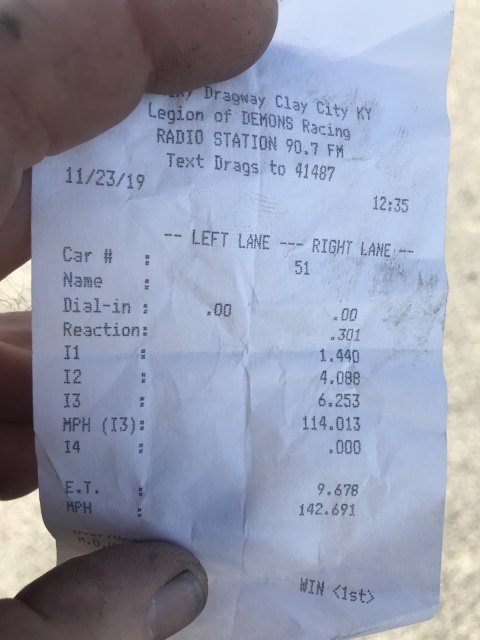 Dragway Clay City KY
Legion of DEMONS Racing
RADIO STATION 90.7 FM
Text Drags to 41487
11/23/19
12:35
-- LEFT LANE --- RIGHT LANE --
Car # : 51
Name :
Dial-in : .00 .00
Reaction: .301
I1 : 1.440
I2 : 4.088
I3 : 6.253
MPH (I3): 114.013
I4 : .000
E.T. : 9.678
MPH : 142.691
Over/Und
WIN <1st>